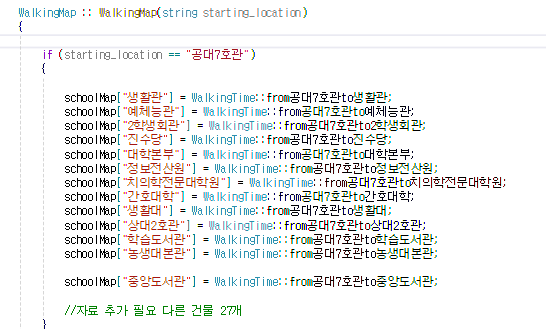 WalkingMap :: WalkingMap(string starting_location)
{
if (starting_location == "공대7호관")
{
schoolMap["생활관"] = WalkingTime::from공대7호관to생활관;
schoolMap["예체능관"] = WalkingTime::from공대7호관to예체능관;
schoolMap["2학생회관"] = WalkingTime::from공대7호관to2학생회관;
schoolMap["진수당"] = WalkingTime::from공대7호관to진수당;
schoolMap["대학본부"] = WalkingTime::from공대7호관to대학본부;
schoolMap["정보전산원"] = WalkingTime::from공대7호관to정보전산원;
schoolMap["치의학전문대학원"] = WalkingTime::from공대7호관to치의학전문대학원;
schoolMap["간호대학"] = WalkingTime::from공대7호관to간호대학;
schoolMap["생활대"] = WalkingTime::from공대7호관to생활대;
schoolMap["상대2호관"] = WalkingTime::from공대7호관to상대2호관;
schoolMap["학습도서관"] = WalkingTime::from공대7호관to학습도서관;
schoolMap["농생대본관"] = WalkingTime::from공대7호관to농생대본관;
schoolMap["중앙도서관"] = WalkingTime::from공대7호관to중앙도서관;
//자료 추가 필요 다른 건물 27개
}